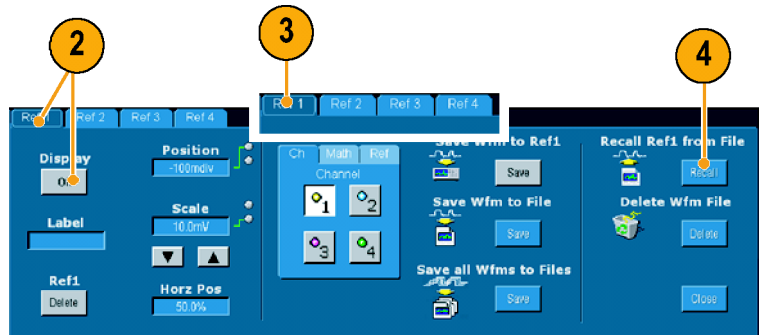 2
3
4
Ref 1 Ref 2 Ref 3 Ref 4
Ref 2 Ref 3 Ref 4
Display
Position
-100mdiv
Label
Scale
10.0mV
Ref1
Delete
Horz Pos
50.0%
Ch Math Ref
Channel
1 2
3 4
Save Wfm to Ref1
Save
Save Wfm to File
Save
Save all Wfms to Files
Save
Recall Ref1 from File
Recall
Delete Wfm File
Delete
Close